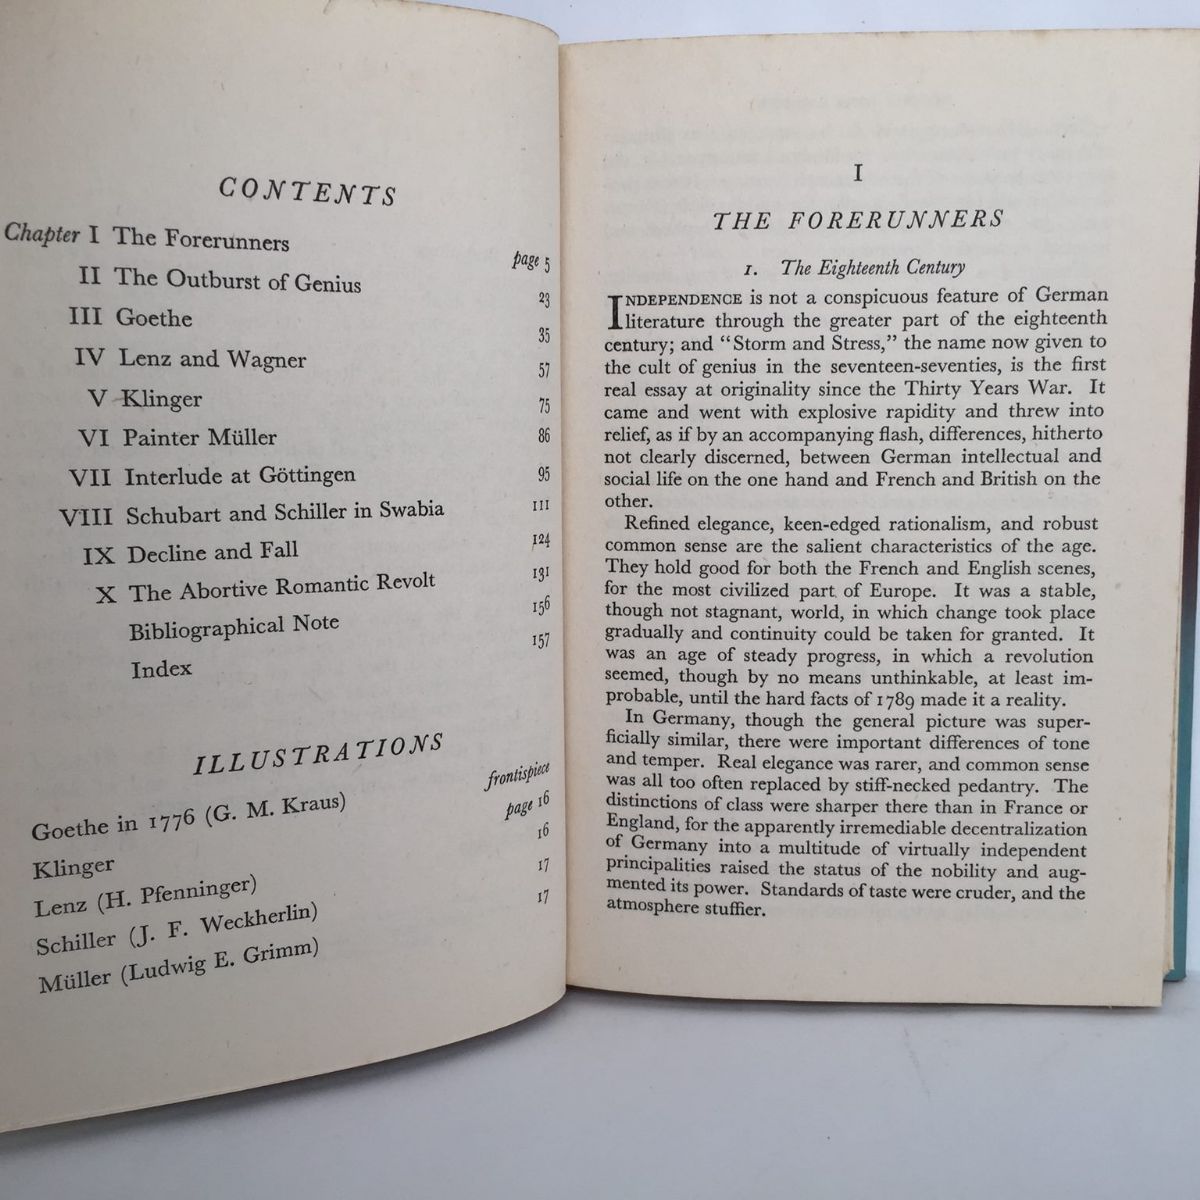 CONTENTS
Chapter I The Forerunners page 5
II The Outburst of Genius 23
III Goethe 35
IV Lenz and Wagner 57
V Klinger 75
VI Painter Müller 86
VII Interlude at Göttingen 95
VIII Schubart and Schiller in Swabia 111
IX Decline and Fall 124
X The Abortive Romantic Revolt 131
Bibliographical Note 156
Index 157
ILLUSTRATIONS
Goethe in 1776 (G. M. Kraus) frontispiece
Klinger page 16
Lenz (H. Pfenninger) 16
Schiller (J. F. Weckherlin) 17
Müller (Ludwig E. Grimm) 17
I
THE FORERUNNERS
1. The Eighteenth Century
INDEPENDENCE is not a conspicuous feature of German
literature through the greater part of the eighteenth
century; and "Storm and Stress," the name now given to
the cult of genius in the seventeen-seventies, is the first
real essay at originality since the Thirty Years War. It
came and went with explosive rapidity and threw into
relief, as if by an accompanying flash, differences, hitherto
not clearly discerned, between German intellectual and
social life on the one hand and French and British on the
other.
Refined elegance, keen-edged rationalism, and robust
common sense are the salient characteristics of the age.
They hold good for both the French and English scenes,
for the most civilized part of Europe. It was a stable,
though not stagnant, world, in which change took place
gradually and continuity could be taken for granted. It
was an age of steady progress, in which a revolution
seemed, though by no means unthinkable, at least im-
probable, until the hard facts of 1789 made it a reality.
In Germany, though the general picture was super-
ficially similar, there were important differences of tone
and temper. Real elegance was rarer, and common sense
was all too often replaced by stiff-necked pedantry. The
distinctions of class were sharper there than in France or
England, for the apparently irremediable decentralization
of Germany into a multitude of virtually independent
principalities raised the status of the nobility and aug-
mented its power. Standards of taste were cruder, and the
atmosphere stuffier.